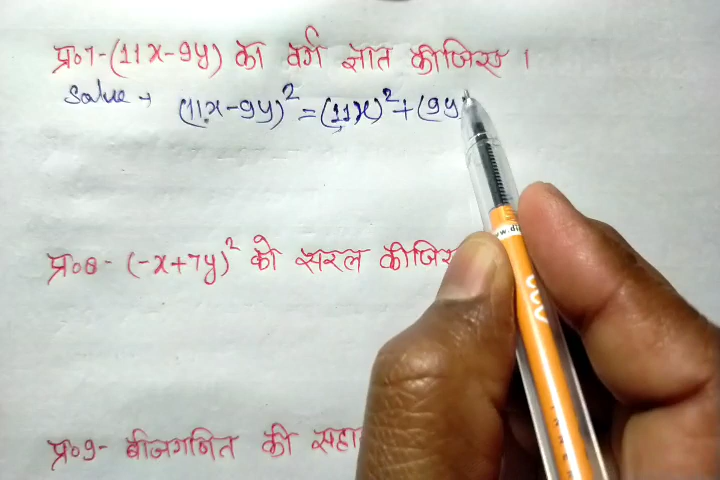 प्र०7-(11x-9y) का वर्ग ज्ञात कीजिए ।
Solve → (11x-9y)² = (11x)² + (9y
प्र०8- (-x+7y)² को सरल कीजिए
प्र०9- बीजगणित की सहा